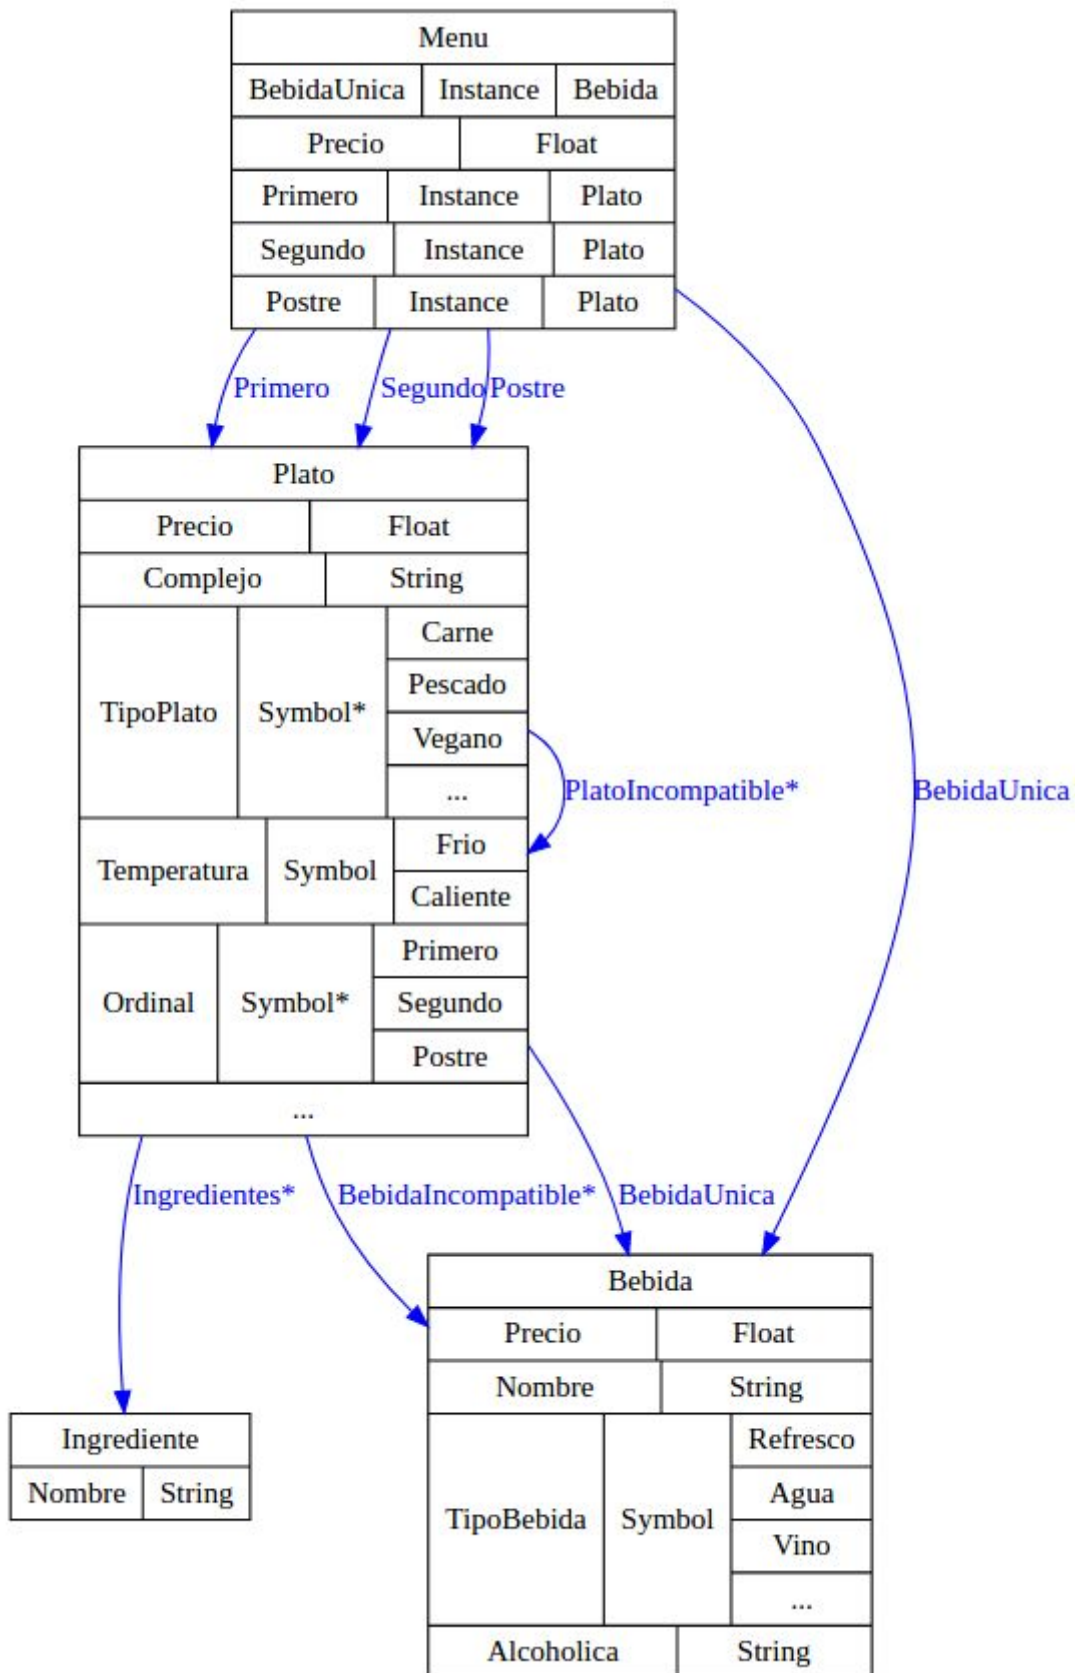 Menu
BebidaUnica Instance Bebida
Precio Float
Primero Instance Plato
Segundo Instance Plato
Postre Instance Plato
Primero Segundo Postre
Plato
Precio Float
Complejo String
TipoPlato Symbol* Carne
Pescado
Vegano
...
PlatoIncompatible* BebidaUnica
Temperatura Symbol Frio
Caliente
Ordinal Symbol* Primero
Segundo
Postre
...
Ingredientes* BebidaIncompatible* BebidaUnica
Bebida
Precio Float
Nombre String
TipoBebida Symbol Refresco
Agua
Vino
...
Alcoholica String
Ingrediente
Nombre String